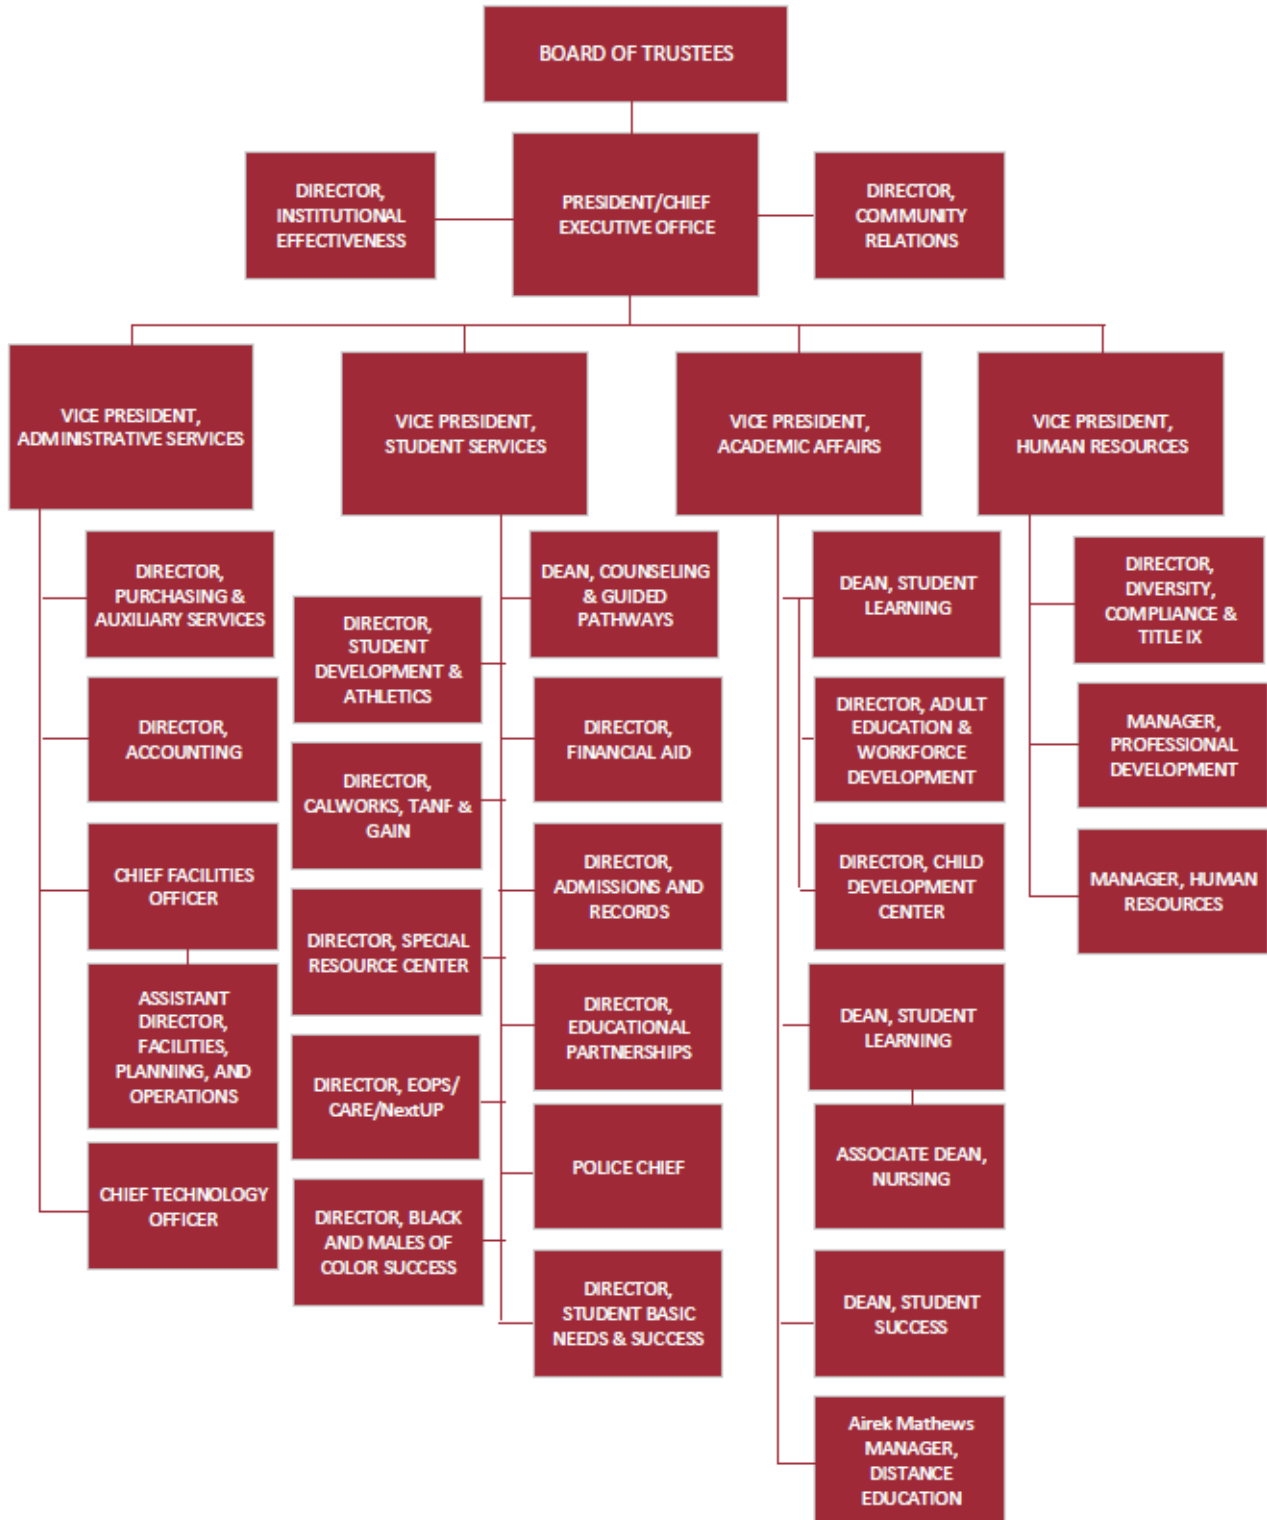 BOARD OF TRUSTEES
DIRECTOR,
INSTITUTIONAL
EFFECTIVENESS
PRESIDENT/CHIEF
EXECUTIVE OFFICE
DIRECTOR,
COMMUNITY
RELATIONS
VICE PRESIDENT,
ADMINISTRATIVE SERVICES
VICE PRESIDENT,
STUDENT SERVICES
VICE PRESIDENT,
ACADEMIC AFFAIRS
VICE PRESIDENT,
HUMAN RESOURCES
DIRECTOR,
PURCHASING &
AUXILIARY SERVICES
DIRECTOR,
ACCOUNTING
CHIEF FACILITIES
OFFICER
ASSISTANT
DIRECTOR,
FACILITIES,
PLANNING, AND
OPERATIONS
CHIEF TECHNOLOGY
OFFICER
DIRECTOR,
STUDENT
DEVELOPMENT &
ATHLETICS
DIRECTOR,
CALWORKS, TANF &
GAIN
DIRECTOR, SPECIAL
RESOURCE CENTER
DIRECTOR, EOPS/
CARE/NextUP
DIRECTOR, BLACK
AND MALES OF
COLOR SUCCESS
DEAN, COUNSELING
& GUIDED
PATHWAYS
DIRECTOR,
FINANCIAL AID
DIRECTOR,
ADMISSIONS AND
RECORDS
DIRECTOR,
EDUCATIONAL
PARTNERSHIPS
POLICE CHIEF
DIRECTOR,
STUDENT BASIC
NEEDS & SUCCESS
DEAN, STUDENT
LEARNING
DIRECTOR, ADULT
EDUCATION &
WORKFORCE
DEVELOPMENT
DIRECTOR, CHILD
DEVELOPMENT
CENTER
DEAN, STUDENT
LEARNING
ASSOCIATE DEAN,
NURSING
DEAN, STUDENT
SUCCESS
Airek Mathews
MANAGER,
DISTANCE
EDUCATION
DIRECTOR,
DIVERSITY,
COMPLIANCE &
TITLE IX
MANAGER,
PROFESSIONAL
DEVELOPMENT
MANAGER, HUMAN
RESOURCES